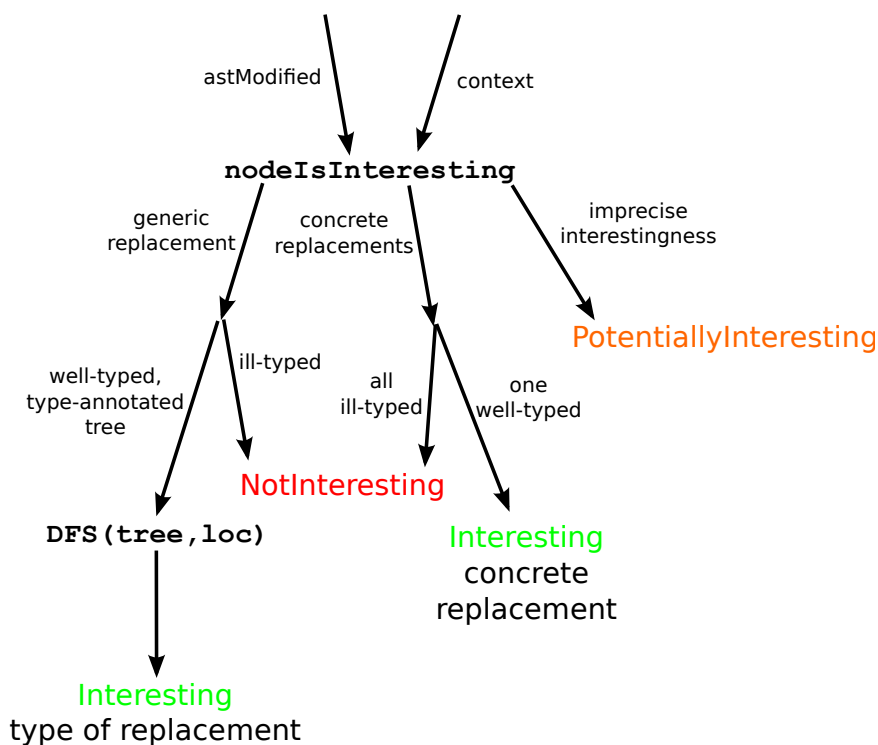 astModified
context
nodeIsInteresting
generic
replacement
concrete
replacements
imprecise
interestingness
PotentiallyInteresting
well-typed,
type-annotated
tree
ill-typed
all
ill-typed
one
well-typed
NotInteresting
DFS(tree,loc)
Interesting
concrete
replacement
Interesting
type of replacement